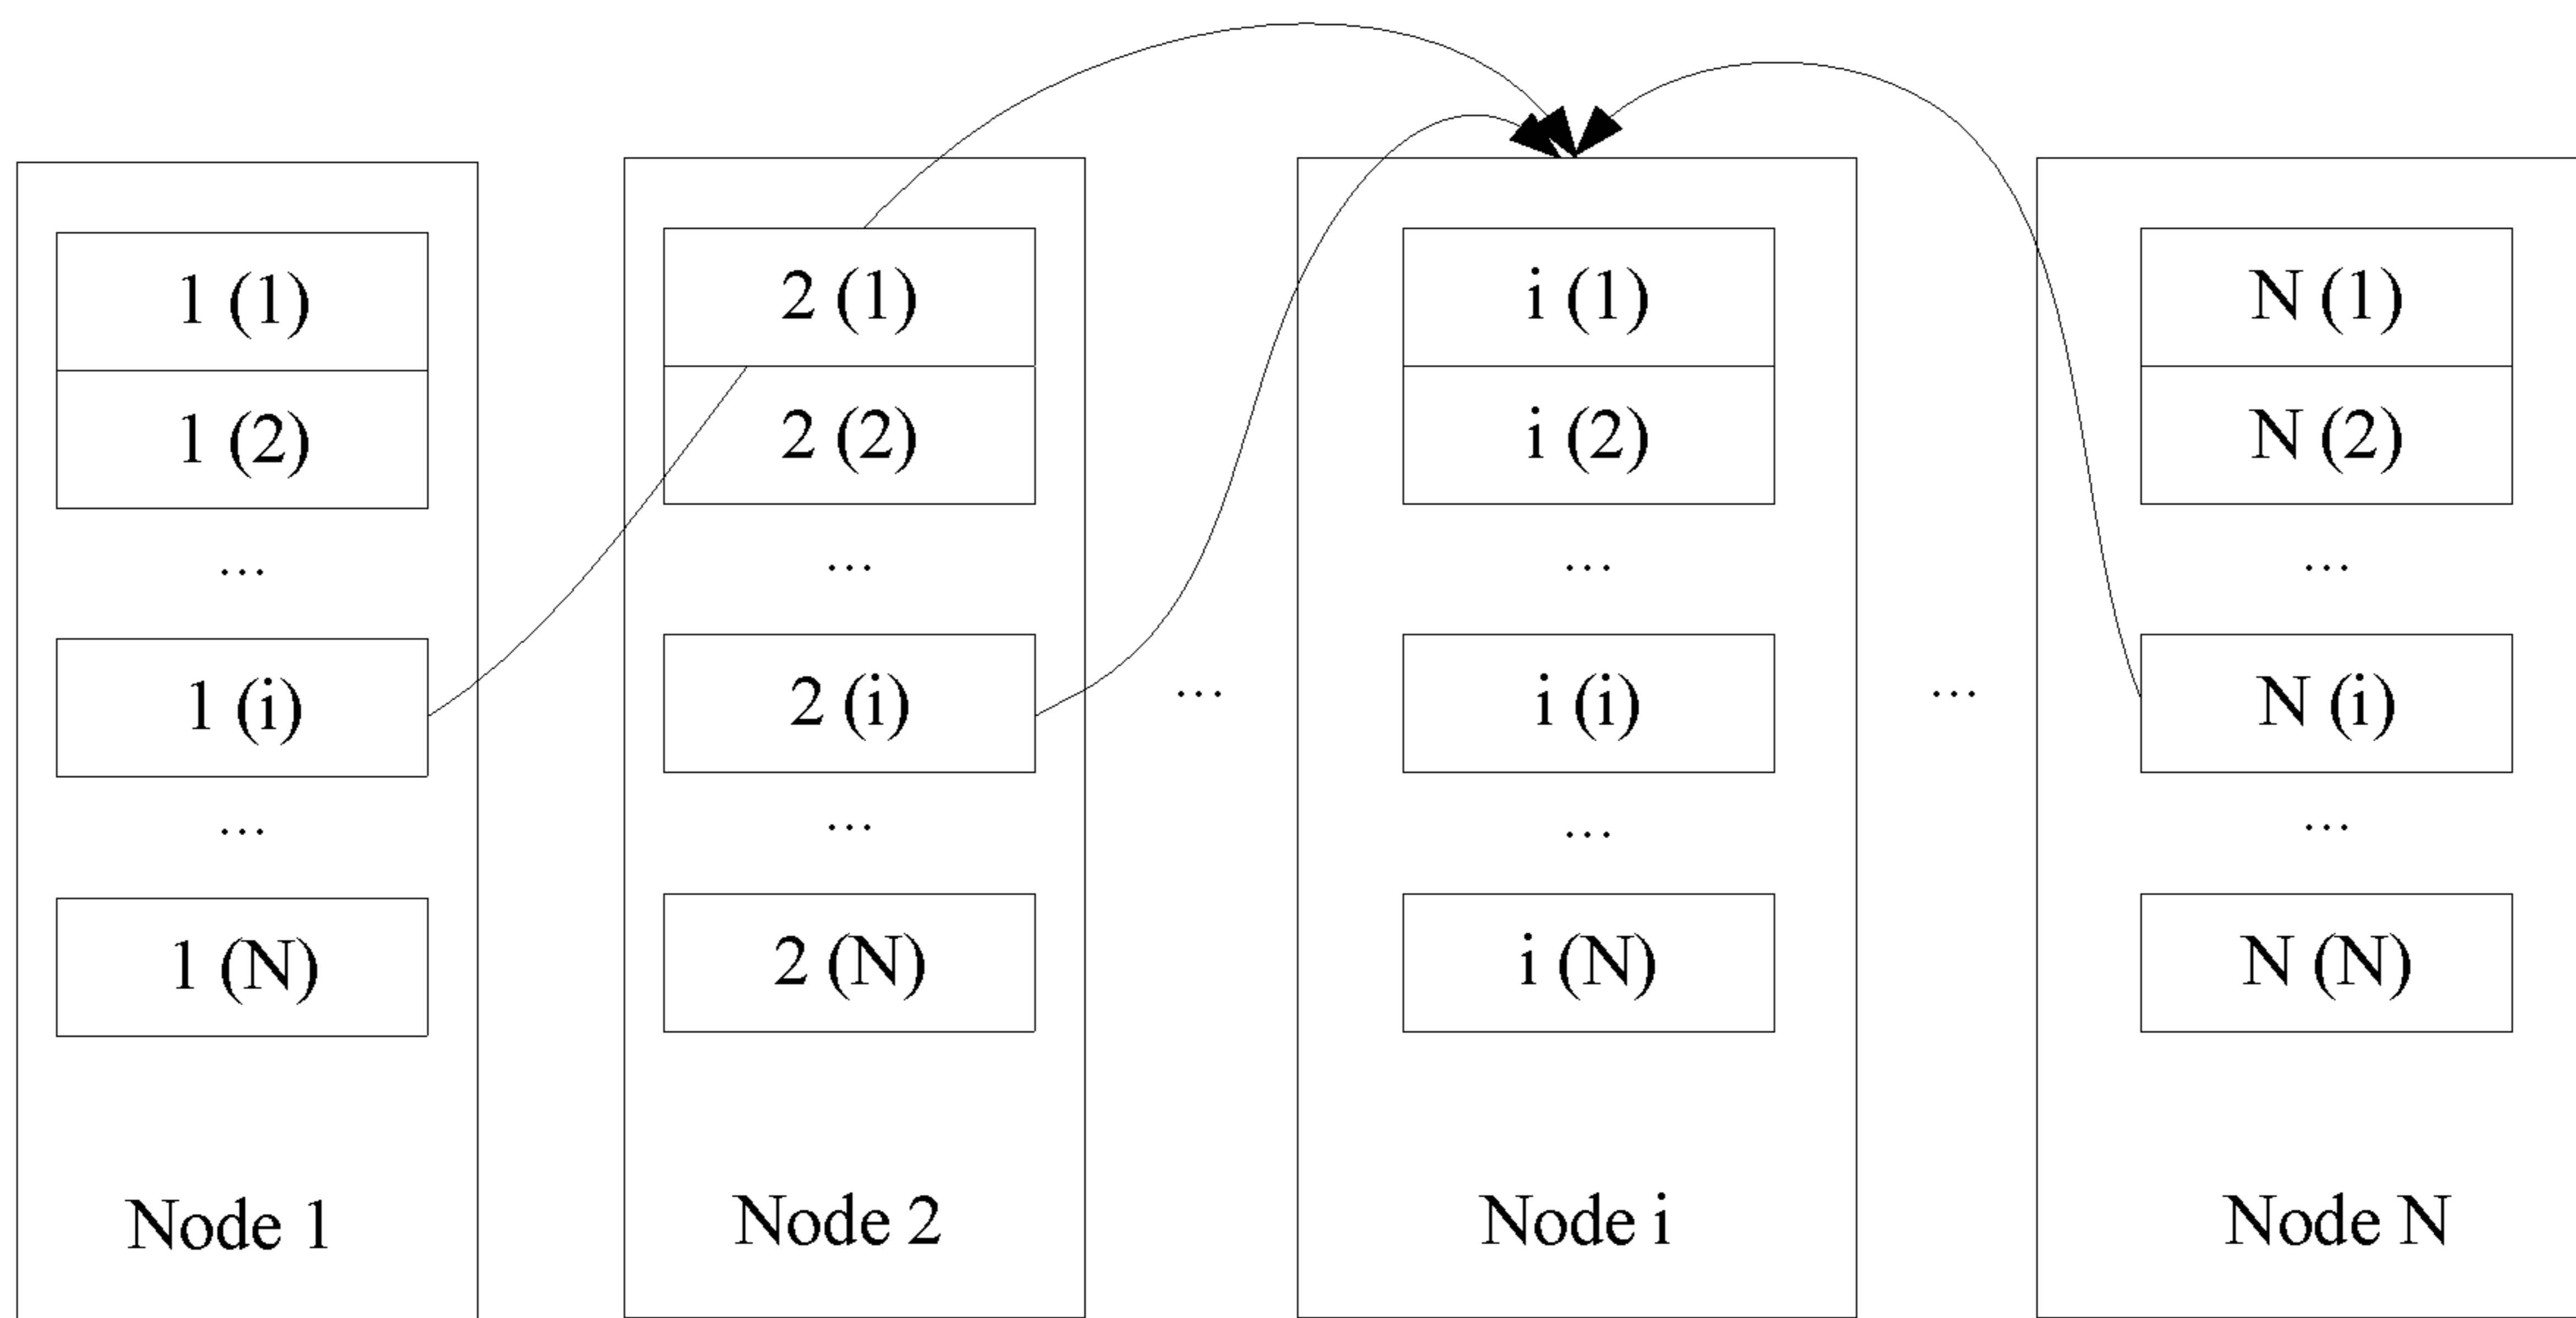 1 (1)
1 (2)
...
1 (i)
...
1 (N)
Node 1
2 (1)
2 (2)
...
2 (i)
...
2 (N)
Node 2
...
i (1)
i (2)
...
i (i)
...
i (N)
Node i
...
N (1)
N (2)
...
N (i)
...
N (N)
Node N